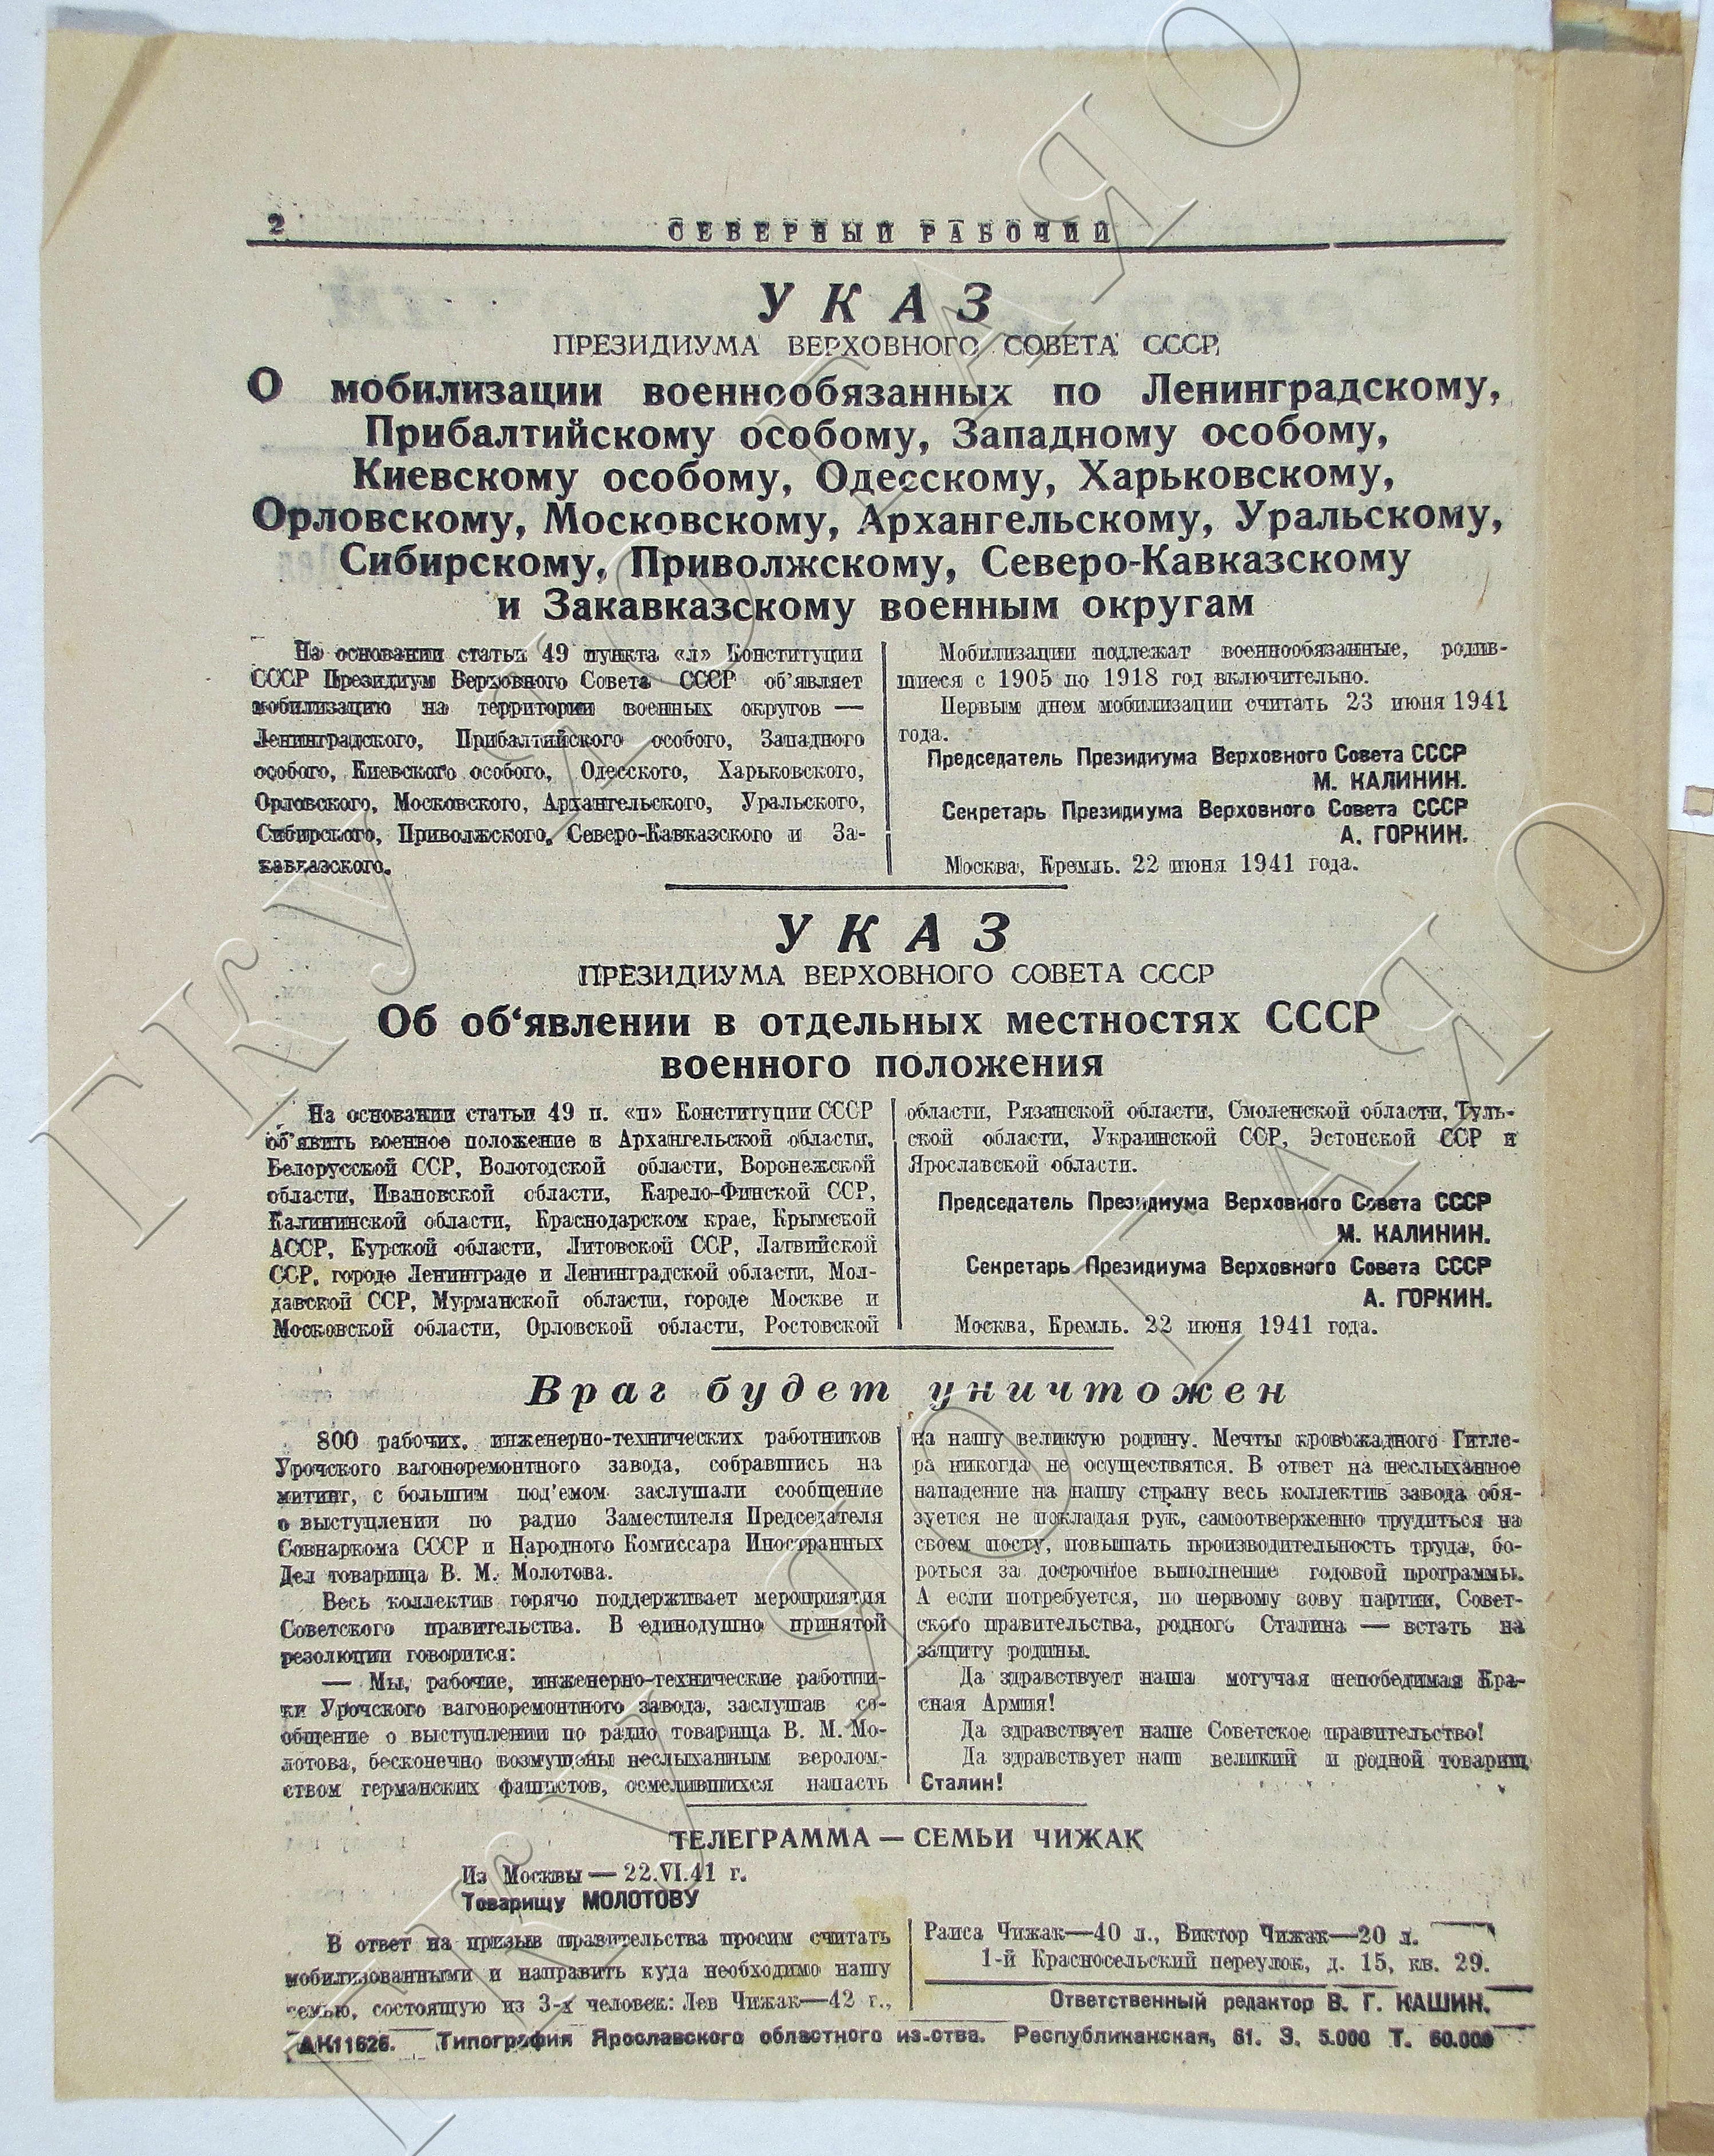 2
СЕВЕРНЫЙ РАБОЧИЙ
УКАЗ
ПРЕЗИДИУМА ВЕРХОВНОГО СОВЕТА СССР
О мобилизации военнообязанных по Ленинградскому,
Прибалтийскому особому, Западному особому,
Киевскому особому, Одесскому, Харьковскому,
Орловскому, Московскому, Архангельскому, Уральскому,
Сибирскому, Приволжскому, Северо-Кавказскому
и Закавказскому военным округам
На основании статьи 49 пункта «л» Конституции
СССР Президиум Верховного Совета СССР об'являет
мобилизацию на территории военных округов —
Ленинградского, Прибалтийского особого, Западного
особого, Киевского особого, Одесского, Харьковского,
Орловского, Московского, Архангельского, Уральского,
Сибирского, Приволжского, Северо-Кавказского и За-
кавказского.
Мобилизации подлежат военнообязанные, родив-
шиеся с 1905 по 1918 год включительно.
Первым днем мобилизации считать 23 июня 1941
года.
Председатель Президиума Верховного Совета СССР
М. КАЛИНИН.
Секретарь Президиума Верховного Совета СССР
А. ГОРКИН.
Москва, Кремль. 22 июня 1941 года.
УКАЗ
ПРЕЗИДИУМА ВЕРХОВНОГО СОВЕТА СССР
Об об'явлении в отдельных местностях СССР
военного положения
На основании статьи 49 п. «п» Конституции СССР
об'явить военное положение в Архангельской области,
Белорусской ССР, Вологодской области, Воронежской
области, Ивановской области, Карело-Финской ССР,
Калининской области, Краснодарском крае, Крымской
АССР, Курской области, Литовской ССР, Латвийской
ССР, городе Ленинграде и Ленинградской области, Мол-
давской ССР, Мурманской области, городе Москве и
Московской области, Орловской области, Ростовской
области, Рязанской области, Смоленской области, Туль-
ской области, Украинской ССР, Эстонской ССР и
Ярославской области.
Председатель Президиума Верховного Совета СССР
М. КАЛИНИН.
Секретарь Президиума Верховного Совета СССР
А. ГОРКИН.
Москва, Кремль. 22 июня 1941 года.
Враг будет уничтожен
800 рабочих, инженерно-технических работников
Урочского вагоноремонтного завода, собравшись на
митинг, с большим под'емом заслушали сообщение
о выступлении по радио Заместителя Председателя
Совнаркома СССР и Народного Комиссара Иностранных
Дел товарища В. М. Молотова.
Весь коллектив горячо поддерживает мероприятия
Советского правительства. В единодушно принятой
резолюции говорится:
— Мы, рабочие, инженерно-технические работни-
ки Урочского вагоноремонтного завода, заслушав со-
общение о выступлении по радио товарища В. М. Мо-
лотова, бесконечно возмущены неслыханным веролом-
ством германских фашистов, осмелившихся напасть
на нашу великую родину. Мечты кровожадного Гитле-
ра никогда не осуществятся. В ответ на неслыханное
нападение на нашу страну весь коллектив завода обя-
зуется не покладая рук, самоотверженно трудиться на
своем посту, повышать производительность труда, бо-
роться за досрочное выполнение годовой программы.
А если потребуется, по первому зову партии, Совет-
ского правительства, родного Сталина — встать на
защиту родины.
Да здравствует наша могучая непобедимая Кра-
сная Армия!
Да здравствует наше Советское правительство!
Да здравствует наш великий и родной товарищ
Сталин!
ТЕЛЕГРАММА — СЕМЬИ ЧИЖАК
Из Москвы — 22.VI.41 г.
Товарищу МОЛОТОВУ
В ответ на призыв правительства просим считать
мобилизованными и направить куда необходимо нашу
семью, состоящую из 3-х человек: Лев Чижак—42 г.,
Раиса Чижак—40 л., Виктор Чижак—20 л.
1-й Красносельский переулок, д. 15, кв. 29.
Ответственный редактор В. Г. КАШИН.
АК11626. Типография Ярославского областного из-ства. Республиканская, 61. З. 5.000 Т. 60.000
ГКУ ЯО ГАЯО
ГКУ ЯО ГАЯО